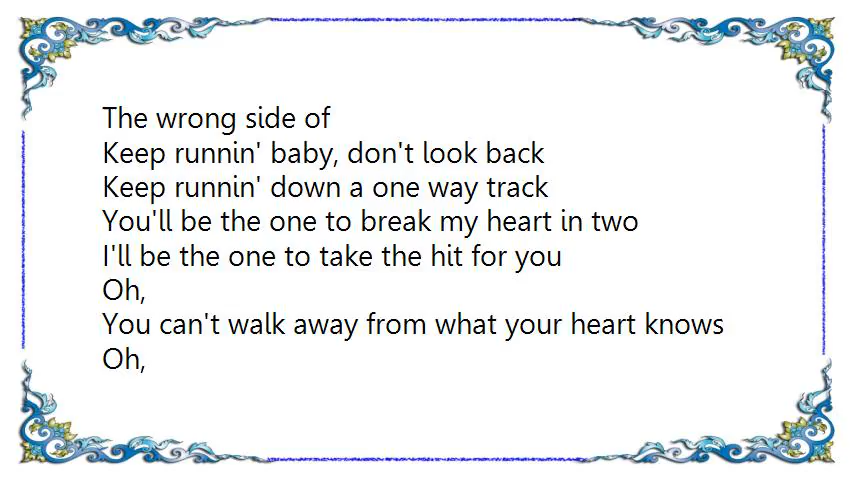 The wrong side of
Keep runnin' baby, don't look back
Keep runnin' down a one way track
You'll be the one to break my heart in two
I'll be the one to take the hit for you
Oh,
You can't walk away from what your heart knows
Oh,